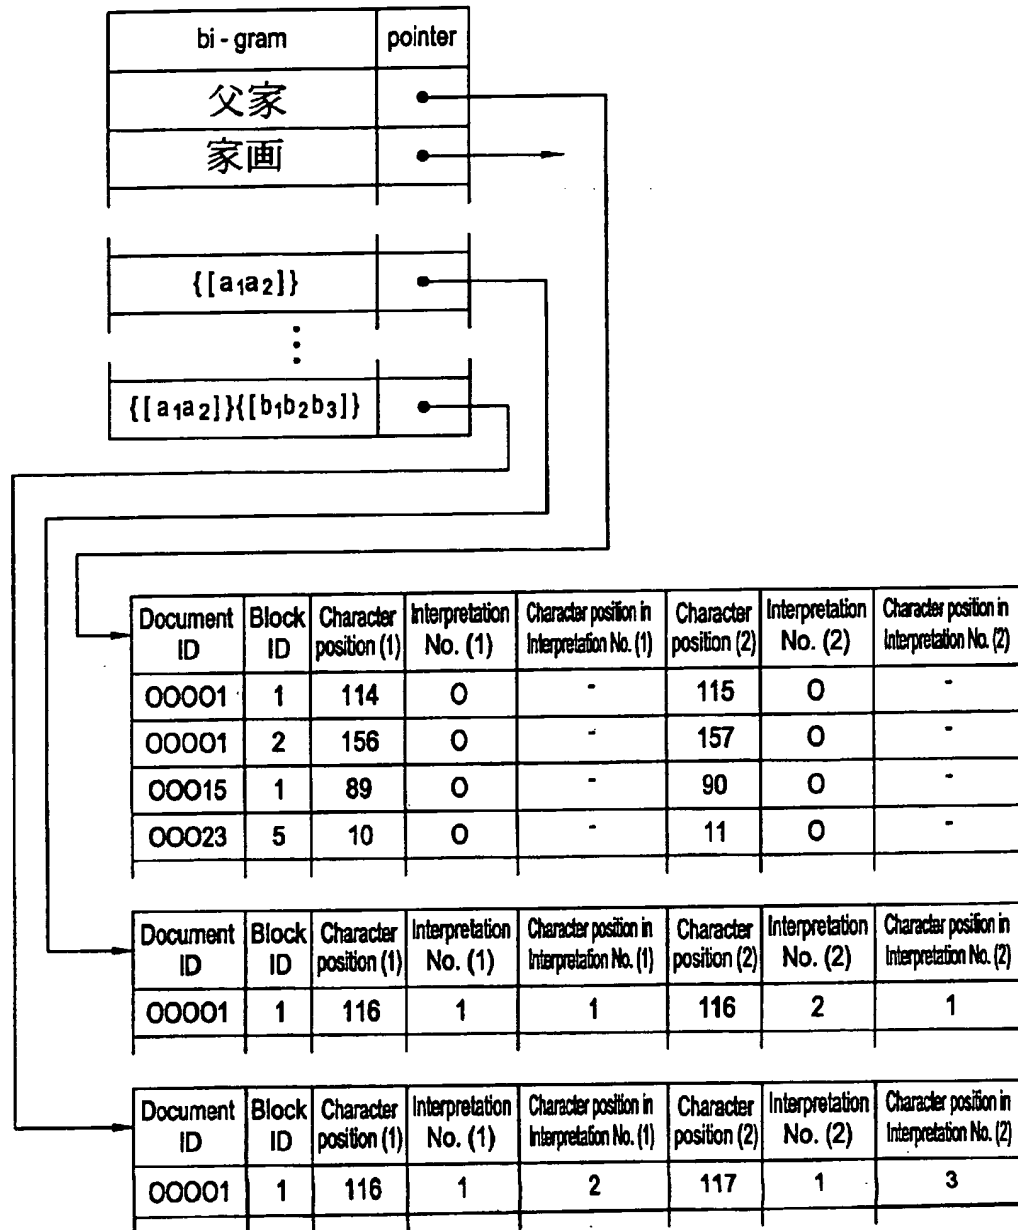 bi - gram pointer
父家
家画
{[a₁a₂]}
⋮
{[a₁a₂]}{[b₁b₂b₃]}
Document ID Block ID Character position (1) Interpretation No. (1) Character position in Interpretation No. (1) Character position (2) Interpretation No. (2) Character position in Interpretation No. (2)
00001 1 114 0 - 115 0 -
00001 2 156 0 - 157 0 -
00015 1 89 0 - 90 0 -
00023 5 10 0 - 11 0 -
Document ID Block ID Character position (1) Interpretation No. (1) Character position in Interpretation No. (1) Character position (2) Interpretation No. (2) Character position in Interpretation No. (2)
00001 1 116 1 1 116 2 1
Document ID Block ID Character position (1) Interpretation No. (1) Character position in Interpretation No. (1) Character position (2) Interpretation No. (2) Character position in Interpretation No. (2)
00001 1 116 1 2 117 1 3